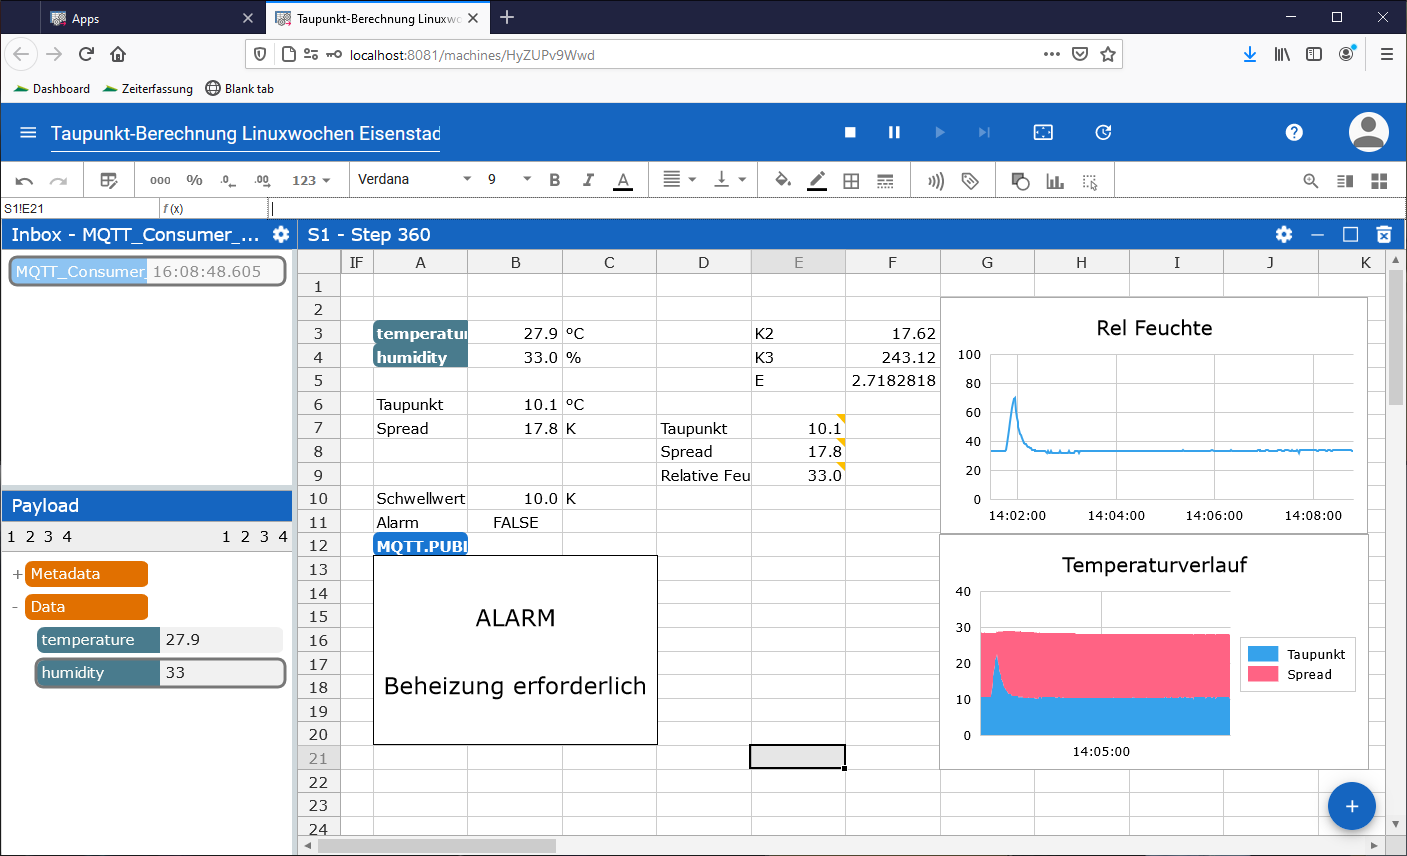 Apps
Taupunkt-Berechnung Linuxwo
localhost:8081/machines/HyZUPv9Wwd
Dashboard Zeiterfassung Blank tab
Taupunkt-Berechnung Linuxwochen Eisenstad
000 % .0 .00 123 Verdana 9 B I A
S1!E21 f (x)
Inbox - MQTT_Consumer_...
MQTT_Consumer_ 16:08:48.605
Payload
1 2 3 4 1 2 3 4
+ Metadata
- Data
temperature 27.9
humidity 33
S1 - Step 360
IF A B C D E F G H I J K
1
2
3 temperatur 27.9 °C K2 17.62
4 humidity 33.0 % K3 243.12
5 E 2.7182818
6 Taupunkt 10.1 °C
7 Spread 17.8 K Taupunkt 10.1
8 Spread 17.8
9 Relative Feu 33.0
10 Schwellwert 10.0 K
11 Alarm FALSE
12 MQTT.PUBL
13
14
15
16
17
18
19
20
21
22
23
24
ALARM
Beheizung erforderlich
Rel Feuchte
100
80
60
40
20
0
14:02:00 14:04:00 14:06:00 14:08:00
Temperaturverlauf
40
30
20
10
0
14:05:00
Taupunkt
Spread